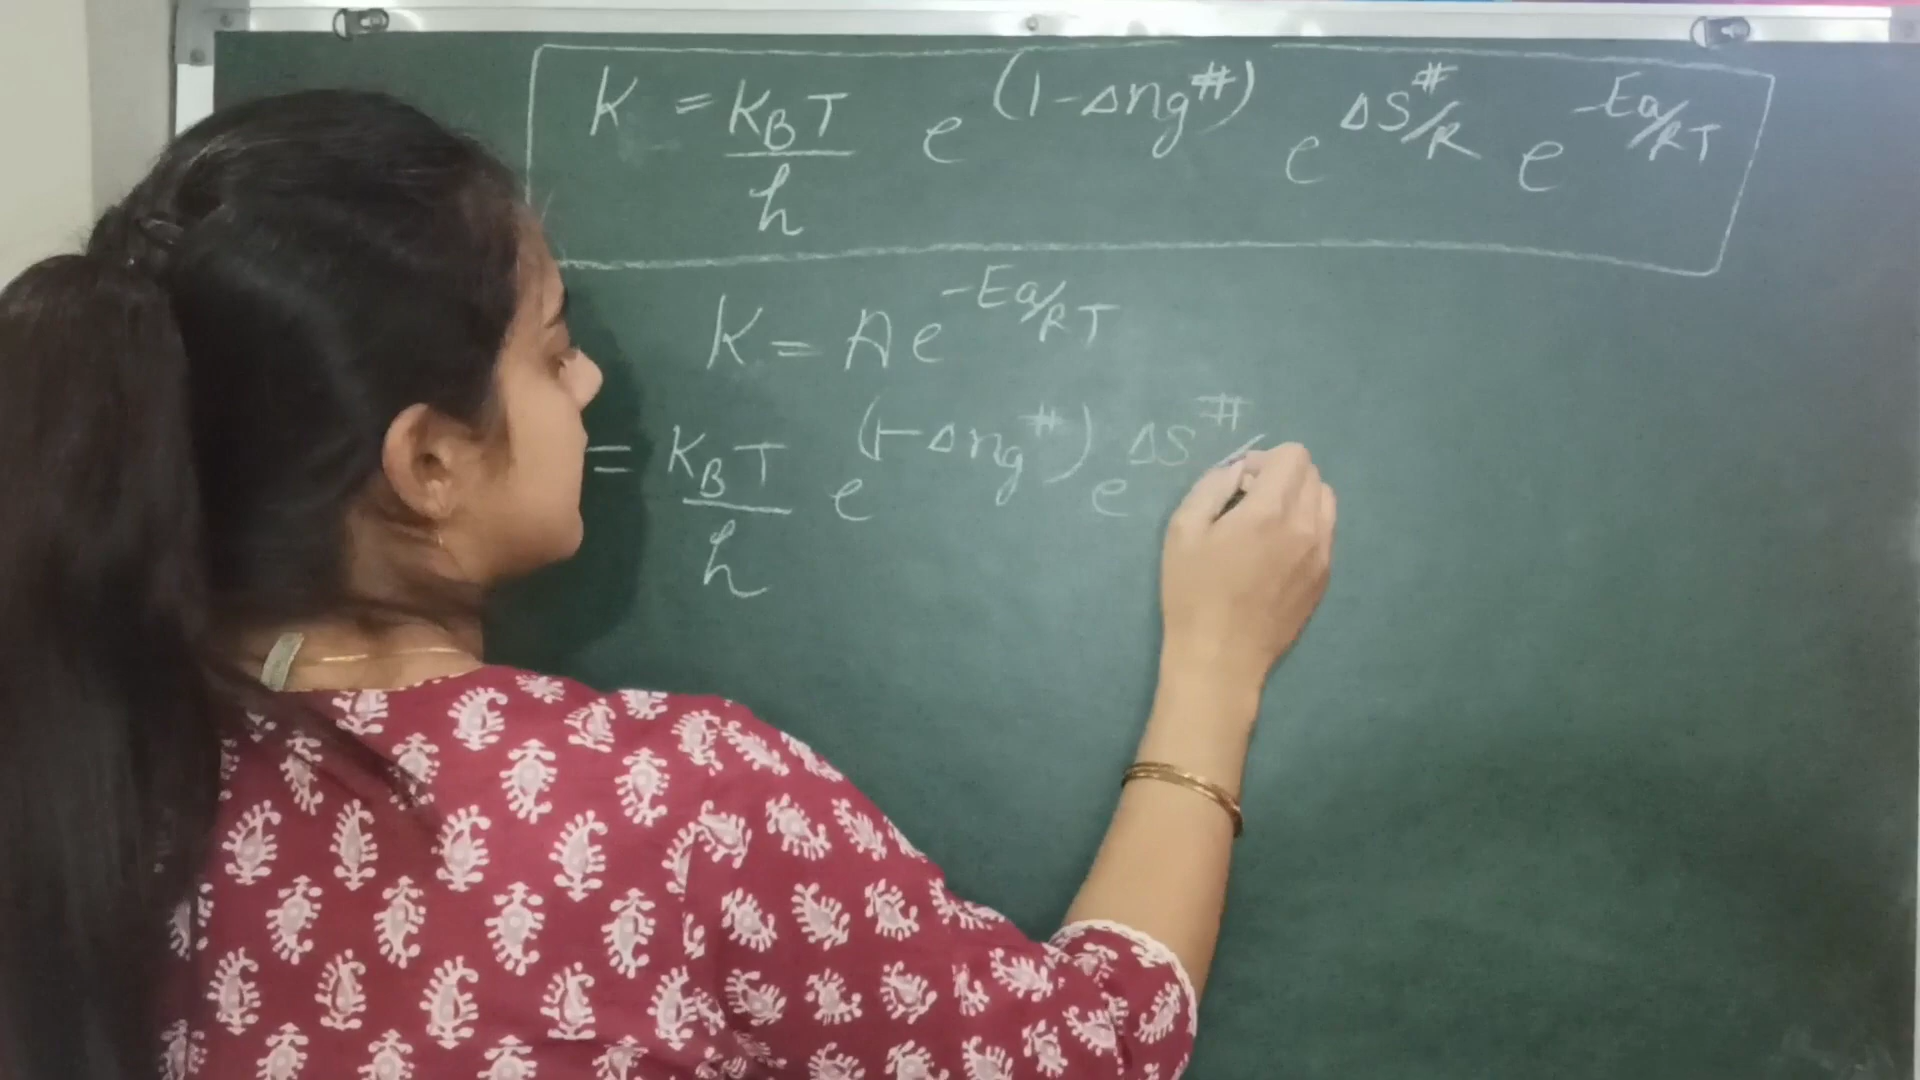 K = K_B T / h e^(1-Δng^#) e^ΔS^#/R e^-Ea/RT
K = A e^-Ea/RT
= K_B T / h e^(1-Δng^#) e^ΔS^#/